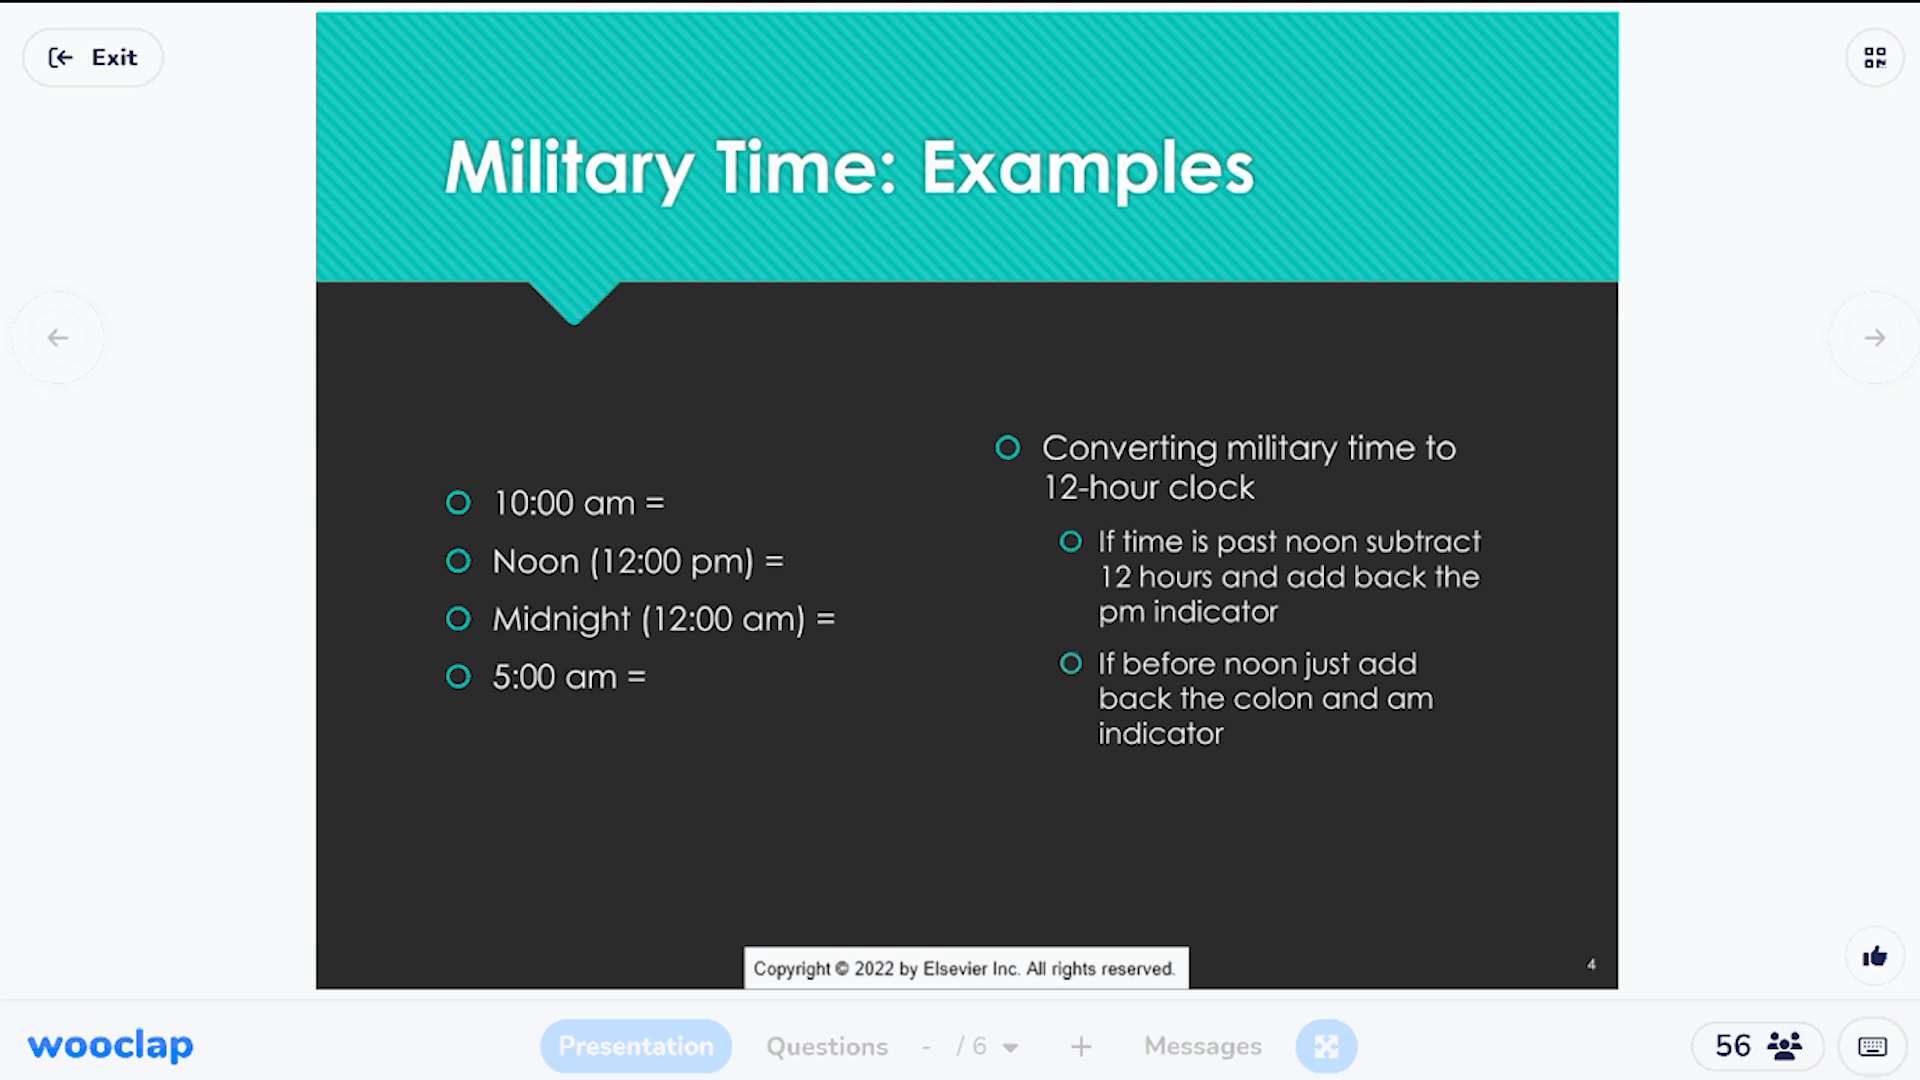 Exit
Military Time: Examples
10:00 am =
Noon (12:00 pm) =
Midnight (12:00 am) =
5:00 am =
Converting military time to
12-hour clock
If time is past noon subtract
12 hours and add back the
pm indicator
If before noon just add
back the colon and am
indicator
Copyright © 2022 by Elsevier Inc. All rights reserved.
4
wooclap
Presentation
Questions - / 6
+
Messages
56